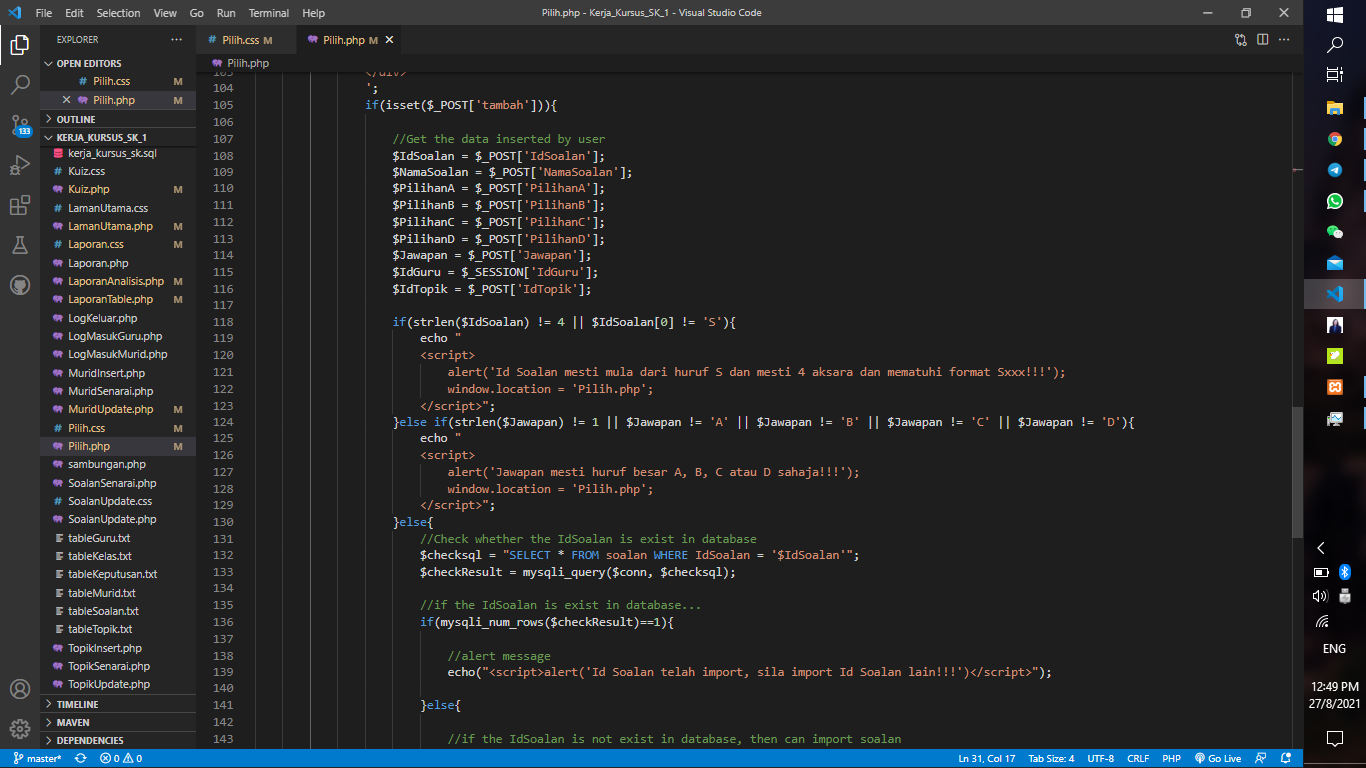 File Edit Selection View Go Run Terminal Help
Pilih.php - Kerja_Kursus_SK_1 - Visual Studio Code
EXPLORER
OPEN EDITORS
# Pilih.css M
Pilih.php M
OUTLINE
KERJA_KURSUS_SK_1
kerja_kursus_sk.sql
# Kuiz.css
Kuiz.php M
# LamanUtama.css
LamanUtama.php M
# Laporan.css M
Laporan.php
LaporanAnalisis.php M
LaporanTable.php M
LogKeluar.php
LogMasukGuru.php
LogMasukMurid.php
MuridInsert.php
MuridSenarai.php
MuridUpdate.php M
# Pilih.css M
Pilih.php M
sambungan.php
SoalanSenarai.php
# SoalanUpdate.css
SoalanUpdate.php
tableGuru.txt
tableKelas.txt
tableKeputusan.txt
tableMurid.txt
tableSoalan.txt
tableTopik.txt
TopikInsert.php
TopikSenarai.php
TopikUpdate.php
TIMELINE
MAVEN
DEPENDENCIES
133
# Pilih.css M
Pilih.php M
Pilih.php
103 </div>
104 ';
105 if(isset($_POST['tambah'])){
106
107 //Get the data inserted by user
108 $IdSoalan = $_POST['IdSoalan'];
109 $NamaSoalan = $_POST['NamaSoalan'];
110 $PilihanA = $_POST['PilihanA'];
111 $PilihanB = $_POST['PilihanB'];
112 $PilihanC = $_POST['PilihanC'];
113 $PilihanD = $_POST['PilihanD'];
114 $Jawapan = $_POST['Jawapan'];
115 $IdGuru = $_SESSION['IdGuru'];
116 $IdTopik = $_POST['IdTopik'];
117
118 if(strlen($IdSoalan) != 4 || $IdSoalan[0] != 'S'){
119 echo "
120 <script>
121 alert('Id Soalan mesti mula dari huruf S dan mesti 4 aksara dan mematuhi format Sxxx!!!');
122 window.location = 'Pilih.php';
123 </script>";
124 }else if(strlen($Jawapan) != 1 || $Jawapan != 'A' || $Jawapan != 'B' || $Jawapan != 'C' || $Jawapan != 'D'){
125 echo "
126 <script>
127 alert('Jawapan mesti huruf besar A, B, C atau D sahaja!!!');
128 window.location = 'Pilih.php';
129 </script>";
130 }else{
131 //Check whether the IdSoalan is exist in database
132 $checksql = "SELECT * FROM soalan WHERE IdSoalan = '$IdSoalan'";
133 $checkResult = mysqli_query($conn, $checksql);
134
135 //if the IdSoalan is exist in database...
136 if(mysqli_num_rows($checkResult)==1){
137
138 //alert message
139 echo("<script>alert('Id Soalan telah import, sila import Id Soalan lain!!!')</script>");
140
141 }else{
142
143 //if the IdSoalan is not exist in database, then can import soalan
master* 0 0
Ln 31, Col 17 Tab Size: 4 UTF-8 CRLF PHP Go Live
ENG
12:49 PM
27/8/2021